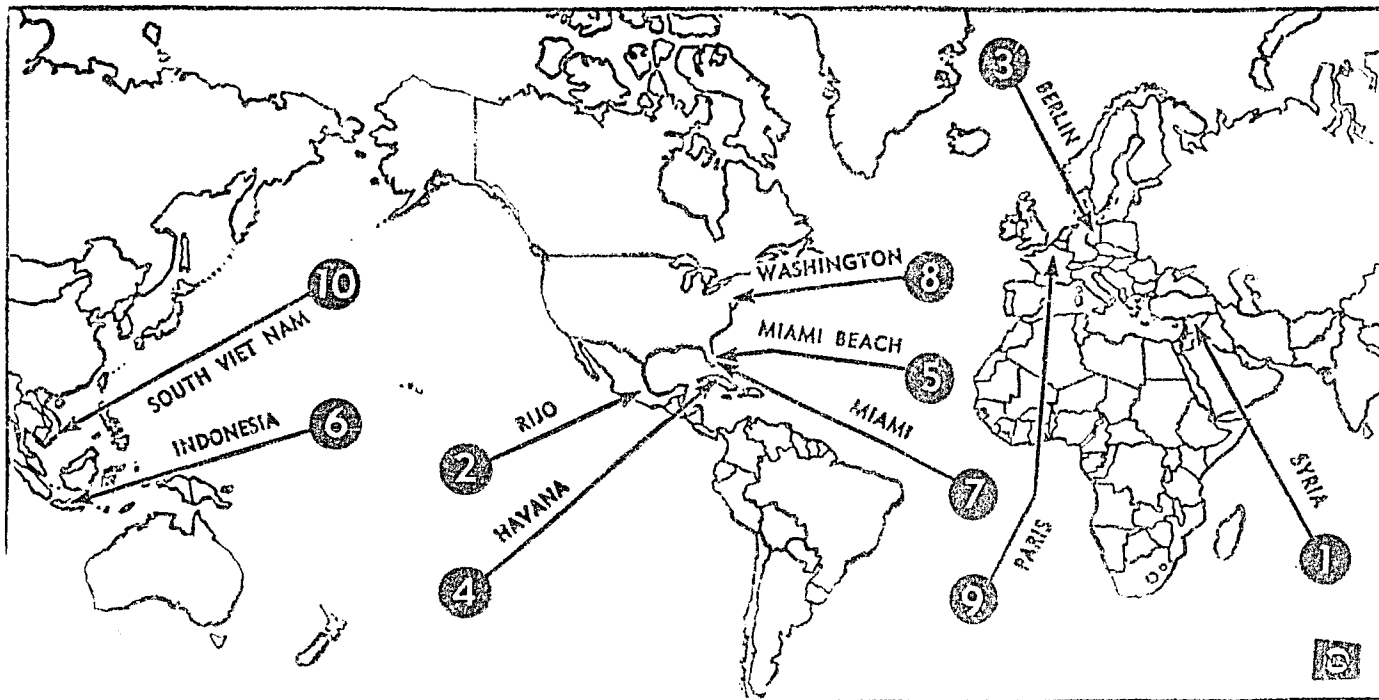 3
BERLIN
WASHINGTON
8
10
SOUTH VIET NAM
MIAMI BEACH
5
INDONESIA
6
RIJO
2
MIAMI
7
HAVANA
4
SYRIA
1
PARIS
9